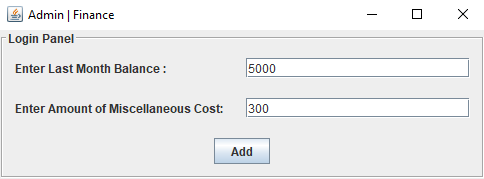 Admin | Finance
Login Panel
Enter Last Month Balance :
5000
Enter Amount of Miscellaneous Cost:
300
Add